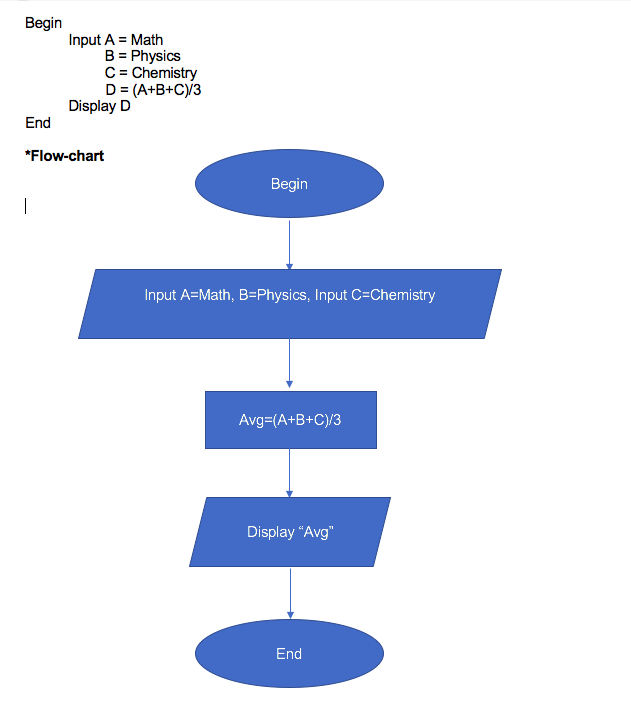 Begin
Input A = Math
B = Physics
C = Chemistry
D = (A+B+C)/3
Display D
End
*Flow-chart
Begin
Input A=Math, B=Physics, Input C=Chemistry
Avg=(A+B+C)/3
Display “Avg”
End